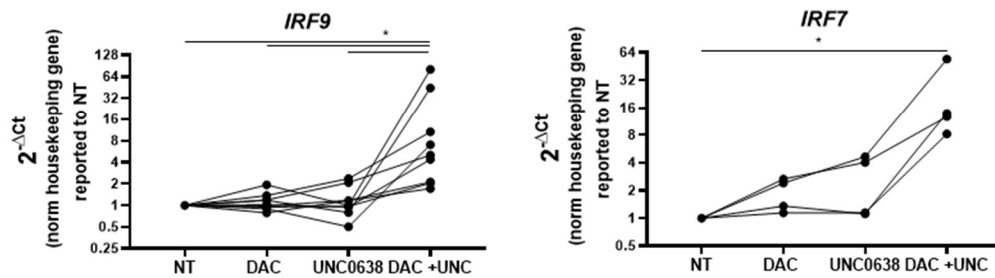 IRF9
*
2-ΔCt
(norm housekeeping gene)
reported to NT
128
64
32
16
8
4
2
1
0.5
0.25
NT DAC UNC0638 DAC +UNC
IRF7
*
2-ΔCt
(norm housekeeping gene)
reported to NT
64
32
16
8
4
2
1
0.5
NT DAC UNC0638 DAC +UNC